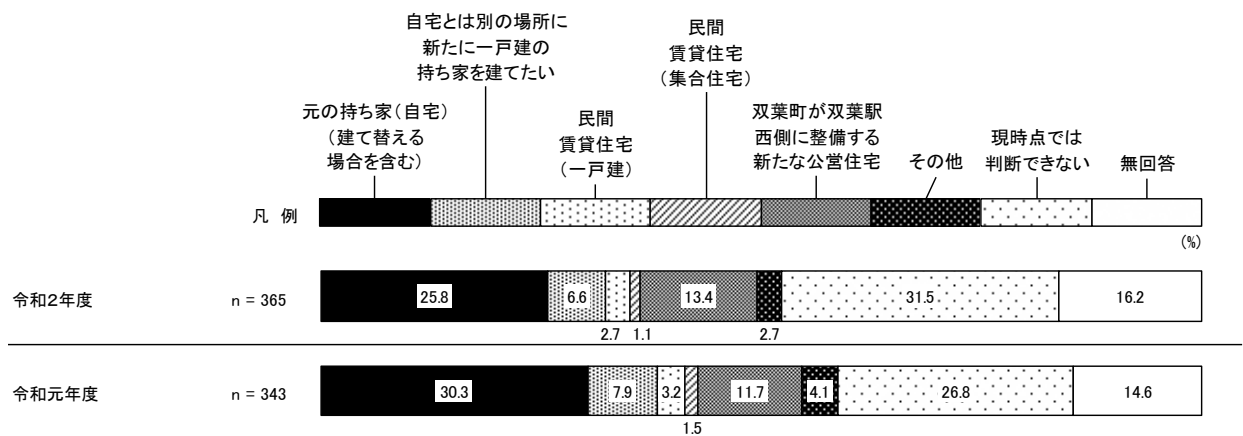 自宅とは別の場所に
新たに一戸建の
持ち家を建てたい
民間
賃貸住宅
(集合住宅)
元の持ち家(自宅)
(建て替える
場合を含む)
民間
賃貸住宅
(一戸建)
双葉町が双葉駅
西側に整備する
新たな公営住宅
その他
現時点では
判断できない
無回答
凡 例
(%)
令和2年度 n = 365 25.8 6.6 13.4 31.5 16.2
2.7 1.1 2.7
令和元年度 n = 343 30.3 7.9 3.2 11.7 4.1 26.8 14.6
1.5